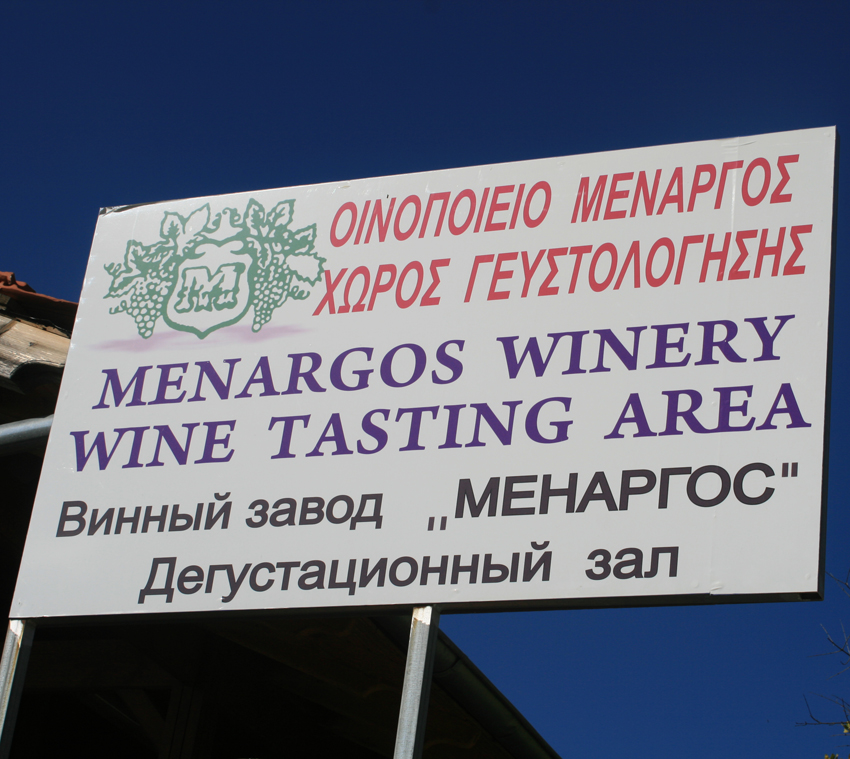 ΟΙΝΟΠΟΙΕΙΟ ΜΕΝΑΡΓΟΣ
ΧΩΡΟΣ ΓΕΥΣΤΟΛΟΓΗΣΗΣ
M
MENARGOS WINERY
WINE TASTING AREA
Винный завод ,,МЕНАРГОС"
Дегустационный зал